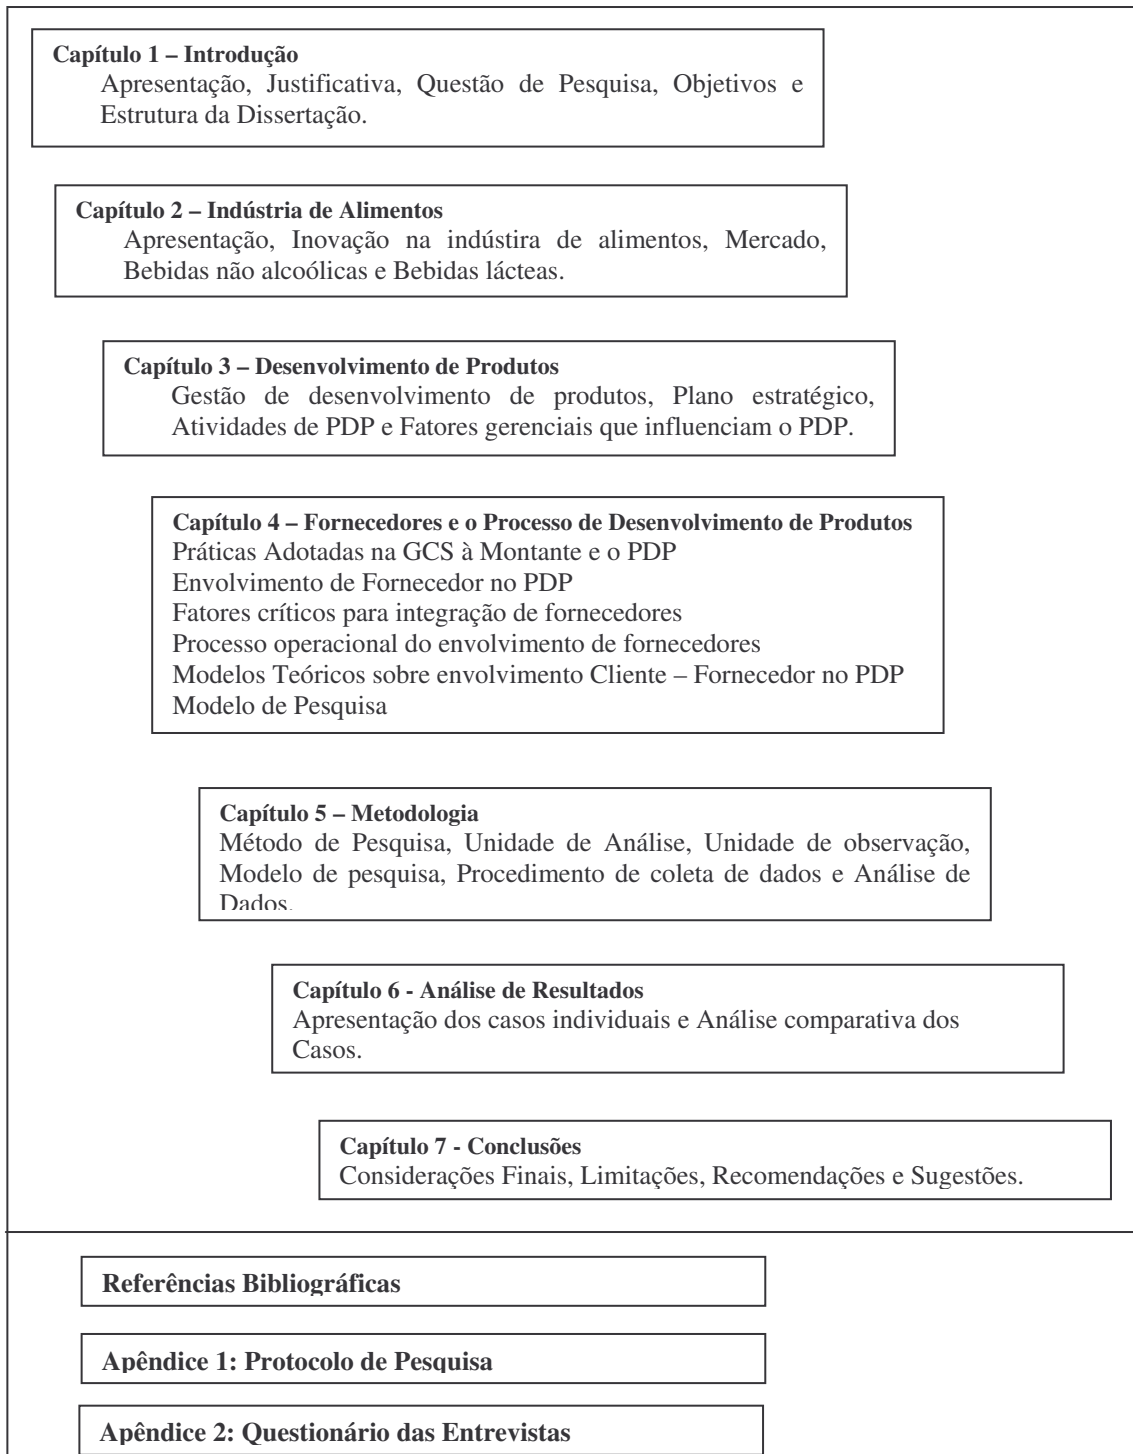 Capítulo 1 – Introdução
Apresentação, Justificativa, Questão de Pesquisa, Objetivos e
Estrutura da Dissertação.
Capítulo 2 – Indústria de Alimentos
Apresentação, Inovação na indústira de alimentos, Mercado,
Bebidas não alcoólicas e Bebidas lácteas.
Capítulo 3 – Desenvolvimento de Produtos
Gestão de desenvolvimento de produtos, Plano estratégico,
Atividades de PDP e Fatores gerenciais que influenciam o PDP.
Capítulo 4 – Fornecedores e o Processo de Desenvolvimento de Produtos
Práticas Adotadas na GCS à Montante e o PDP
Envolvimento de Fornecedor no PDP
Fatores críticos para integração de fornecedores
Processo operacional do envolvimento de fornecedores
Modelos Teóricos sobre envolvimento Cliente – Fornecedor no PDP
Modelo de Pesquisa
Capítulo 5 – Metodologia
Método de Pesquisa, Unidade de Análise, Unidade de observação,
Modelo de pesquisa, Procedimento de coleta de dados e Análise de
Dados.
Capítulo 6 - Análise de Resultados
Apresentação dos casos individuais e Análise comparativa dos
Casos.
Capítulo 7 - Conclusões
Considerações Finais, Limitações, Recomendações e Sugestões.
Referências Bibliográficas
Apêndice 1: Protocolo de Pesquisa
Apêndice 2: Questionário das Entrevistas